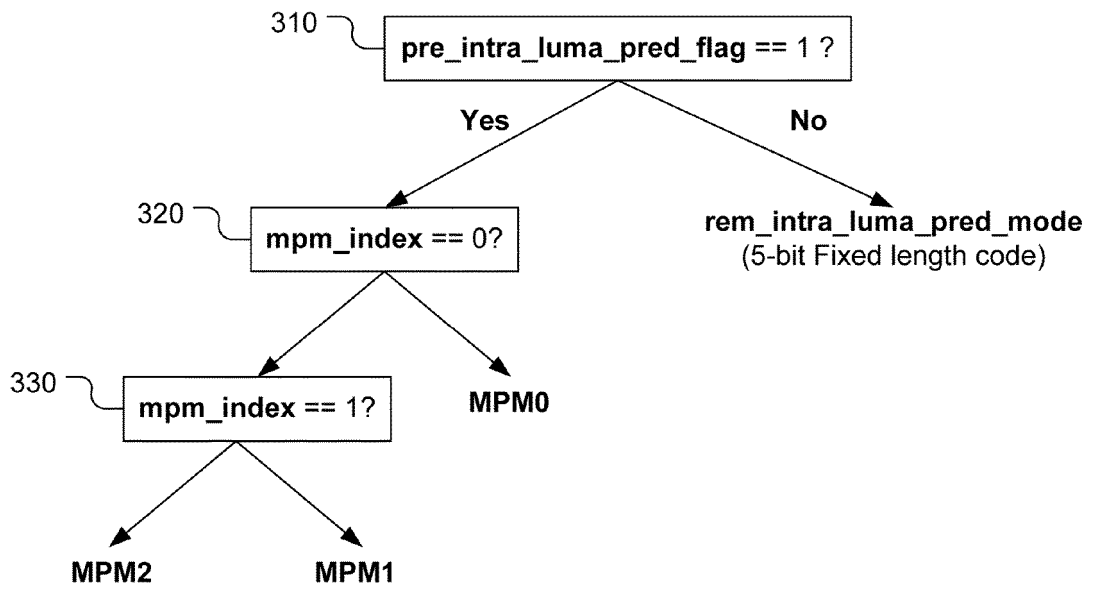 310
pre_intra_luma_pred_flag == 1 ?
Yes
No
320
mpm_index == 0?
rem_intra_luma_pred_mode
(5-bit Fixed length code)
330
mpm_index == 1?
MPM0
MPM2
MPM1